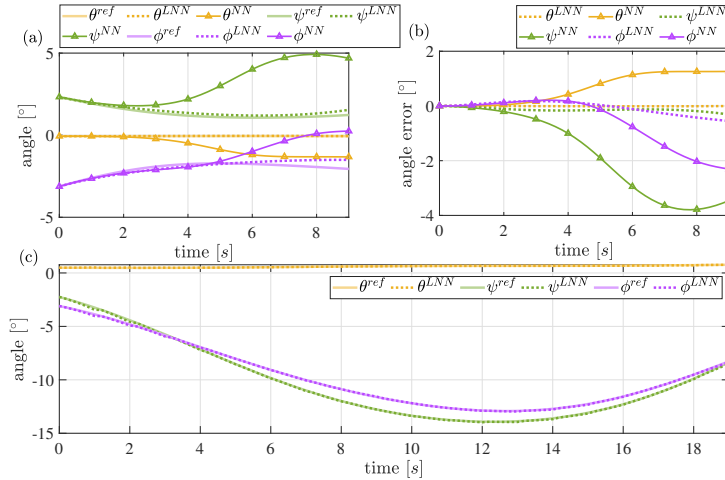 θ^ref θ^LNN θ^NN ψ^ref ψ^LNN
ψ^NN φ^ref φ^LNN φ^NN
(a)
5
0
-5
angle [°]
0 2 4 6 8
time [s]
θ^LNN θ^NN ψ^LNN
ψ^NN φ^LNN φ^NN
(b)
2
0
-2
-4
angle error [°]
0 2 4 6 8
time [s]
(c)
θ^ref θ^LNN ψ^ref ψ^LNN φ^ref φ^LNN
0
-5
-10
-15
angle [°]
0 2 4 6 8 10 12 14 16 18
time [s]